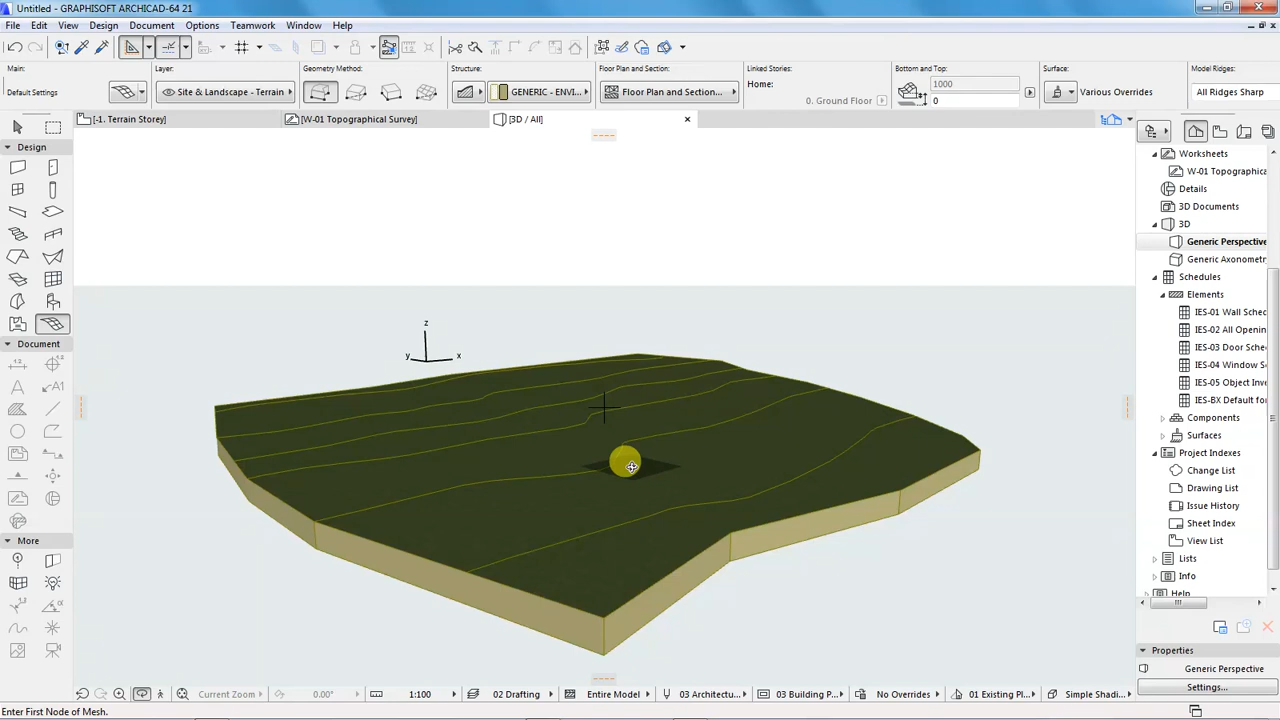 Untitled - GRAPHISOFT ARCHICAD-64 21
File Edit View Design Document Options Teamwork Window Help
Main: Layer: Geometry Method: Structure: Floor Plan and Section: Linked Stories: Bottom and Top: Surface: Model Ridges:
Default Settings Site & Landscape - Terrain GENERIC - ENVI... Floor Plan and Section... Home: 1000 Various Overrides All Ridges Sharp
0. Ground Floor 0
[-1. Terrain Storey] [W-01 Topographical Survey] [3D / All]
Design
Document
More
z
y x
Worksheets
W-01 Topographica
Details
3D Documents
3D
Generic Perspective
Generic Axonometr
Schedules
Elements
IES-01 Wall Sched
IES-02 All Opening
IES-03 Door Sche
IES-04 Window S
IES-05 Object Inve
IES-BX Default for
Components
Surfaces
Project Indexes
Change List
Drawing List
Issue History
Sheet Index
View List
Lists
Info
Help
Properties
Generic Perspective
Settings...
Current Zoom 0.00° 1:100 02 Drafting Entire Model 03 Architectu... 03 Building P... No Overrides 01 Existing Pl... Simple Shadi...
Enter First Node of Mesh.